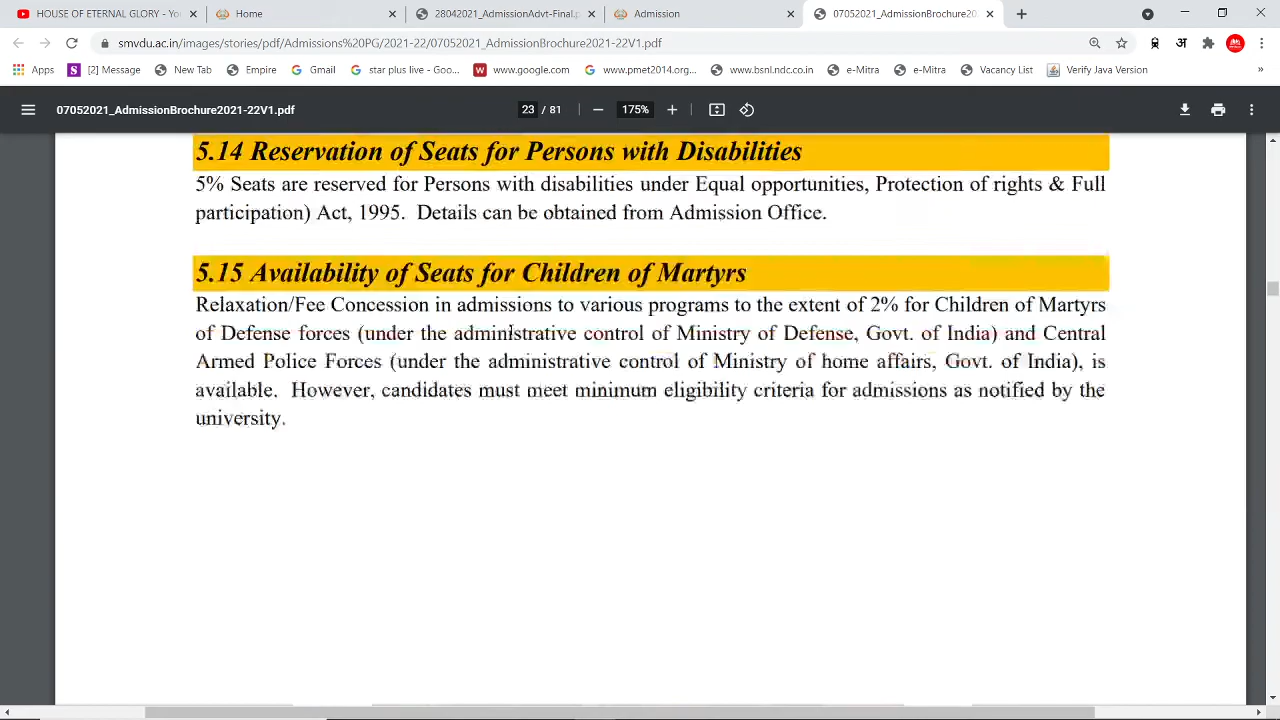 HOUSE OF ETERNAL GLORY - Yo
Home
28042021_AdmissionAdvt-Final.p
Admission
07052021_AdmissionBrochure202
smvdu.ac.in/images/stories/pdf/Admissions%20PG/2021-22/07052021_AdmissionBrochure2021-22V1.pdf
अ
Apps
S [2] Message
New Tab
Empire
G Gmail
G star plus live - Goo...
w www.google.com
G www.pmet2014.org...
www.bsnlndc.co.in
e-Mitra
e-Mitra
Vacancy List
Verify Java Version
»
07052021_AdmissionBrochure2021-22V1.pdf
23 / 81
175%
5.14 Reservation of Seats for Persons with Disabilities
5% Seats are reserved for Persons with disabilities under Equal opportunities, Protection of rights & Full
participation) Act, 1995. Details can be obtained from Admission Office.
5.15 Availability of Seats for Children of Martyrs
Relaxation/Fee Concession in admissions to various programs to the extent of 2% for Children of Martyrs
of Defense forces (under the administrative control of Ministry of Defense, Govt. of India) and Central
Armed Police Forces (under the administrative control of Ministry of home affairs, Govt. of India), is
available. However, candidates must meet minimum eligibility criteria for admissions as notified by the
university.